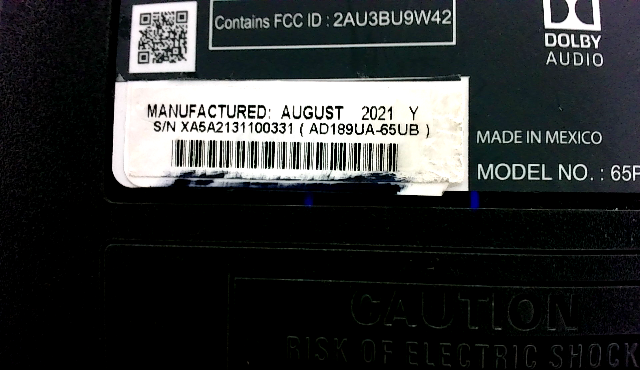 Contains FCC ID : 2AU3BU9W42
DOLBY
AUDIO
MANUFACTURED: AUGUST 2021 Y
S/N XA5A2131100331 ( AD189UA-65UB )
MADE IN MEXICO
MODEL NO. : 65
CAUTION
RISK OF ELECTRIC SHOCK